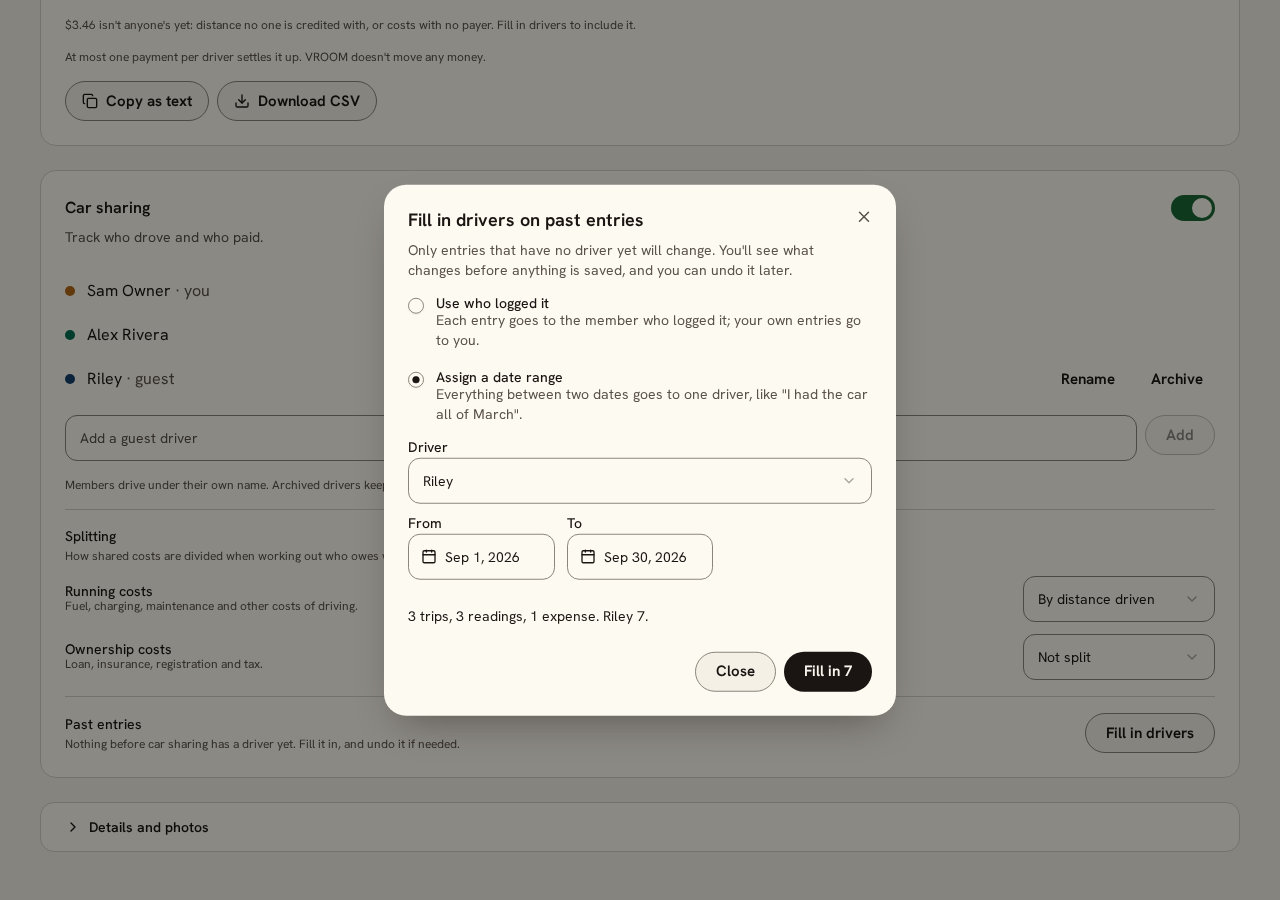 $3.46 isn't anyone's yet: distance no one is credited with, or costs with no payer. Fill in drivers to include it.
At most one payment per driver settles it up. VROOM doesn't move any money.
Copy as text
Download CSV
Car sharing
Track who drove and who paid.
Sam Owner · you
Alex Rivera
Riley · guest
Rename
Archive
Add a guest driver
Add
Members drive under their own name. Archived drivers
Splitting
How shared costs are divided when working out who owes
Running costs
Fuel, charging, maintenance and other costs of driving.
By distance driven
Ownership costs
Loan, insurance, registration and tax.
Not split
Past entries
Nothing before car sharing has a driver yet. Fill it in, and undo it if needed.
Fill in drivers
Details and photos
Fill in drivers on past entries
Only entries that have no driver yet will change. You'll see what
changes before anything is saved, and you can undo it later.
Use who logged it
Each entry goes to the member who logged it; your own entries go
to you.
Assign a date range
Everything between two dates goes to one driver, like "I had the car
all of March".
Driver
Riley
From
To
Sep 1, 2026
Sep 30, 2026
3 trips, 3 readings, 1 expense. Riley 7.
Close
Fill in 7